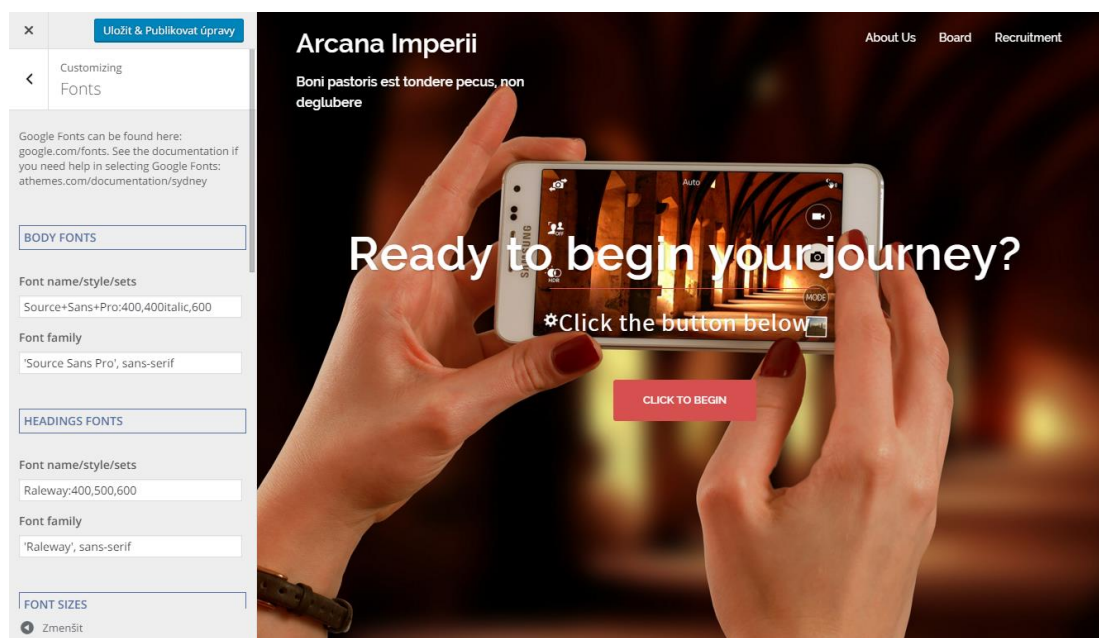 ×
Uložit & Publikovat úpravy
Customizing
Fonts
Google Fonts can be found here:
google.com/fonts. See the documentation if
you need help in selecting Google Fonts:
athemes.com/documentation/sydney
BODY FONTS
Font name/style/sets
Source+Sans+Pro:400,400italic,600
Font family
'Source Sans Pro', sans-serif
HEADINGS FONTS
Font name/style/sets
Raleway:400,500,600
Font family
'Raleway', sans-serif
FONT SIZES
Zmenšit
Arcana Imperii
Boni pastoris est tondere pecus, non
deglubere
About Us Board Recruitment
Auto
OFF
SAMSUNG
HDR
MODE
Ready to begin your journey?
Click the button below
CLICK TO BEGIN